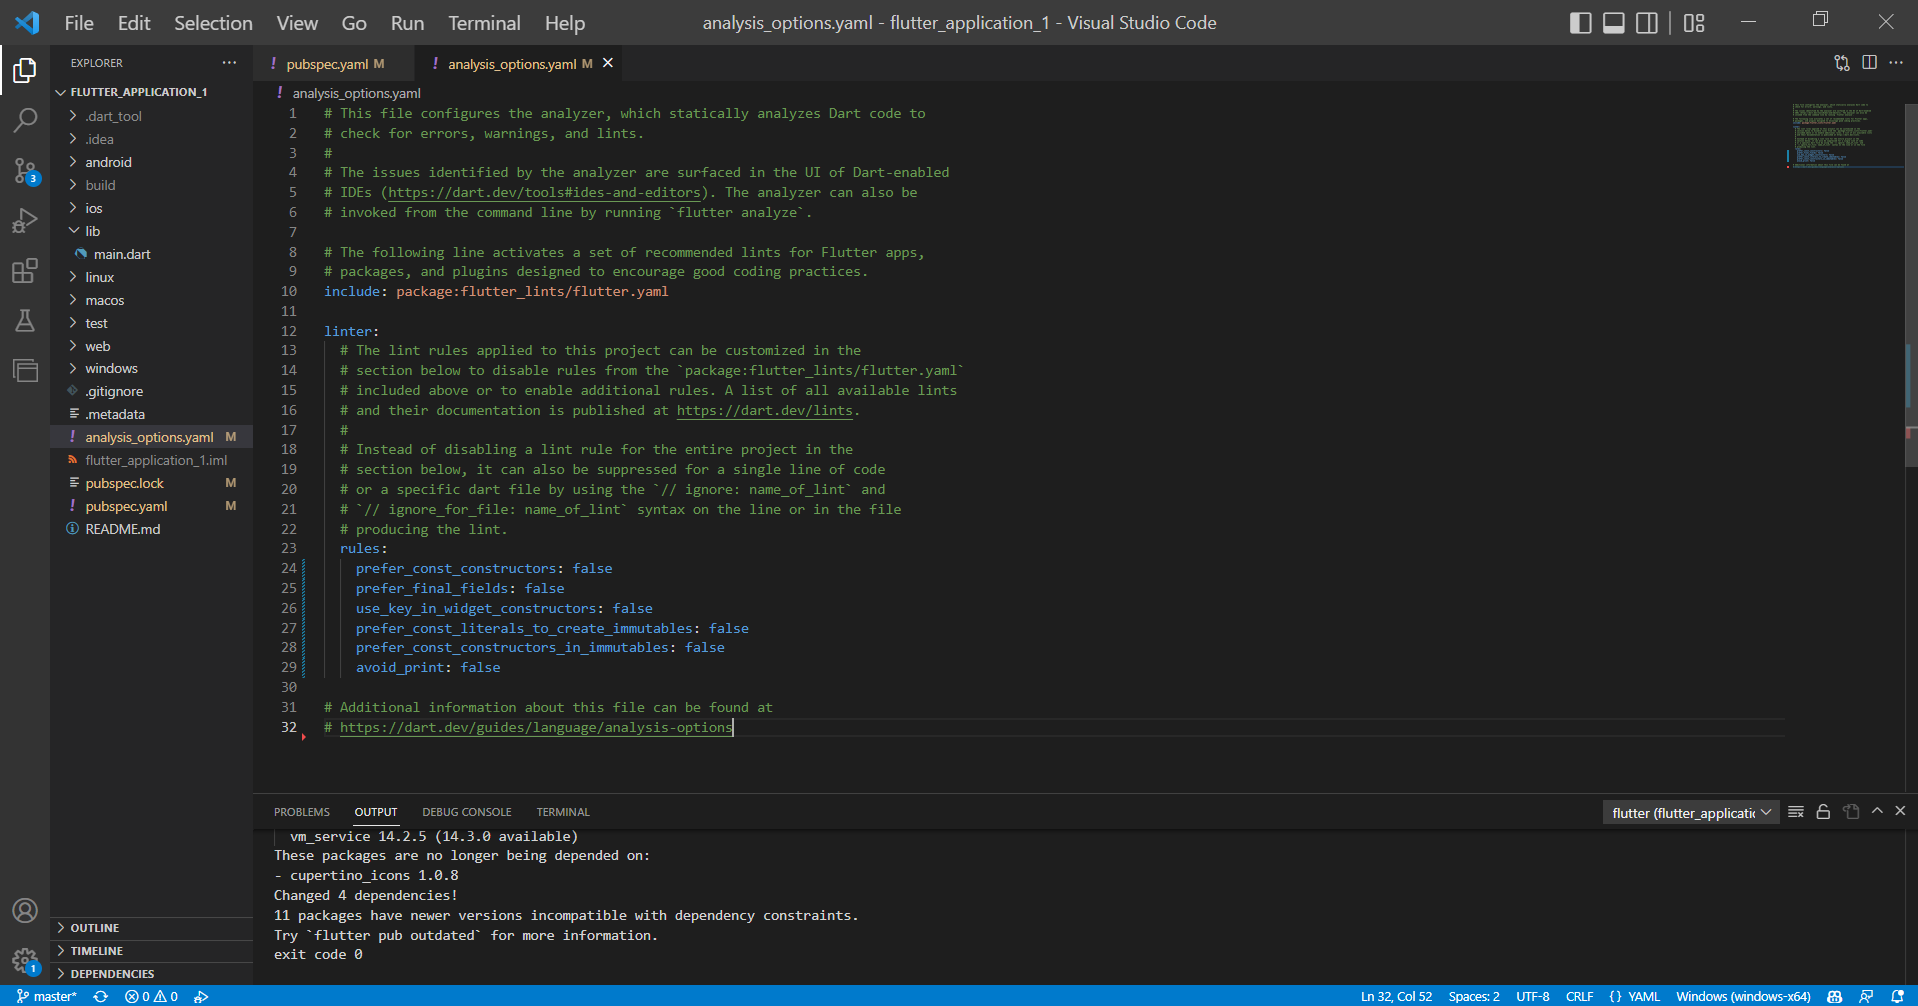 File Edit Selection View Go Run Terminal Help
analysis_options.yaml - flutter_application_1 - Visual Studio Code
EXPLORER
FLUTTER_APPLICATION_1
.dart_tool
.idea
android
build
ios
lib
main.dart
linux
macos
test
web
windows
.gitignore
.metadata
analysis_options.yaml M
flutter_application_1.iml
pubspec.lock M
pubspec.yaml M
README.md
OUTLINE
TIMELINE
DEPENDENCIES
3
1
! pubspec.yaml M
! analysis_options.yaml M
! analysis_options.yaml
1 # This file configures the analyzer, which statically analyzes Dart code to
2 # check for errors, warnings, and lints.
3 #
4 # The issues identified by the analyzer are surfaced in the UI of Dart-enabled
5 # IDEs (https://dart.dev/tools#ides-and-editors). The analyzer can also be
6 # invoked from the command line by running `flutter analyze`.
7
8 # The following line activates a set of recommended lints for Flutter apps,
9 # packages, and plugins designed to encourage good coding practices.
10 include: package:flutter_lints/flutter.yaml
11
12 linter:
13 # The lint rules applied to this project can be customized in the
14 # section below to disable rules from the `package:flutter_lints/flutter.yaml`
15 # included above or to enable additional rules. A list of all available lints
16 # and their documentation is published at https://dart.dev/lints.
17 #
18 # Instead of disabling a lint rule for the entire project in the
19 # section below, it can also be suppressed for a single line of code
20 # or a specific dart file by using the `// ignore: name_of_lint` and
21 # `// ignore_for_file: name_of_lint` syntax on the line or in the file
22 # producing the lint.
23 rules:
24 prefer_const_constructors: false
25 prefer_final_fields: false
26 use_key_in_widget_constructors: false
27 prefer_const_literals_to_create_immutables: false
28 prefer_const_constructors_in_immutables: false
29 avoid_print: false
30
31 # Additional information about this file can be found at
32 # https://dart.dev/guides/language/analysis-options
PROBLEMS OUTPUT DEBUG CONSOLE TERMINAL
flutter (flutter_applicatic
vm_service 14.2.5 (14.3.0 available)
These packages are no longer being depended on:
- cupertino_icons 1.0.8
Changed 4 dependencies!
11 packages have newer versions incompatible with dependency constraints.
Try `flutter pub outdated` for more information.
exit code 0
master* 0 0
Ln 32, Col 52 Spaces: 2 UTF-8 CRLF {} YAML Windows (windows-x64)